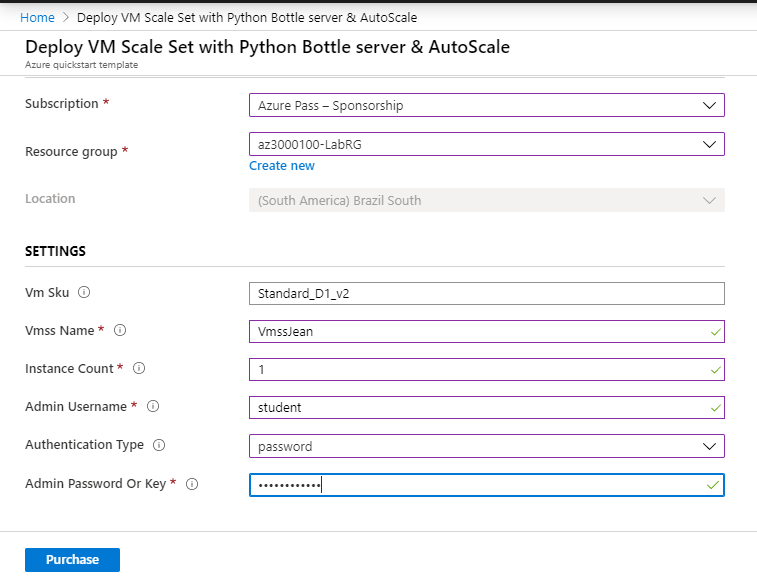 Home > Deploy VM Scale Set with Python Bottle server & AutoScale
Deploy VM Scale Set with Python Bottle server & AutoScale
Azure quickstart template
Subscription * Azure Pass – Sponsorship
Resource group * az3000100-LabRG
Create new
Location (South America) Brazil South
SETTINGS
Vm Sku Standard_D1_v2
Vmss Name * VmssJean
Instance Count * 1
Admin Username * student
Authentication Type password
Admin Password Or Key * ••••••••••••
Purchase